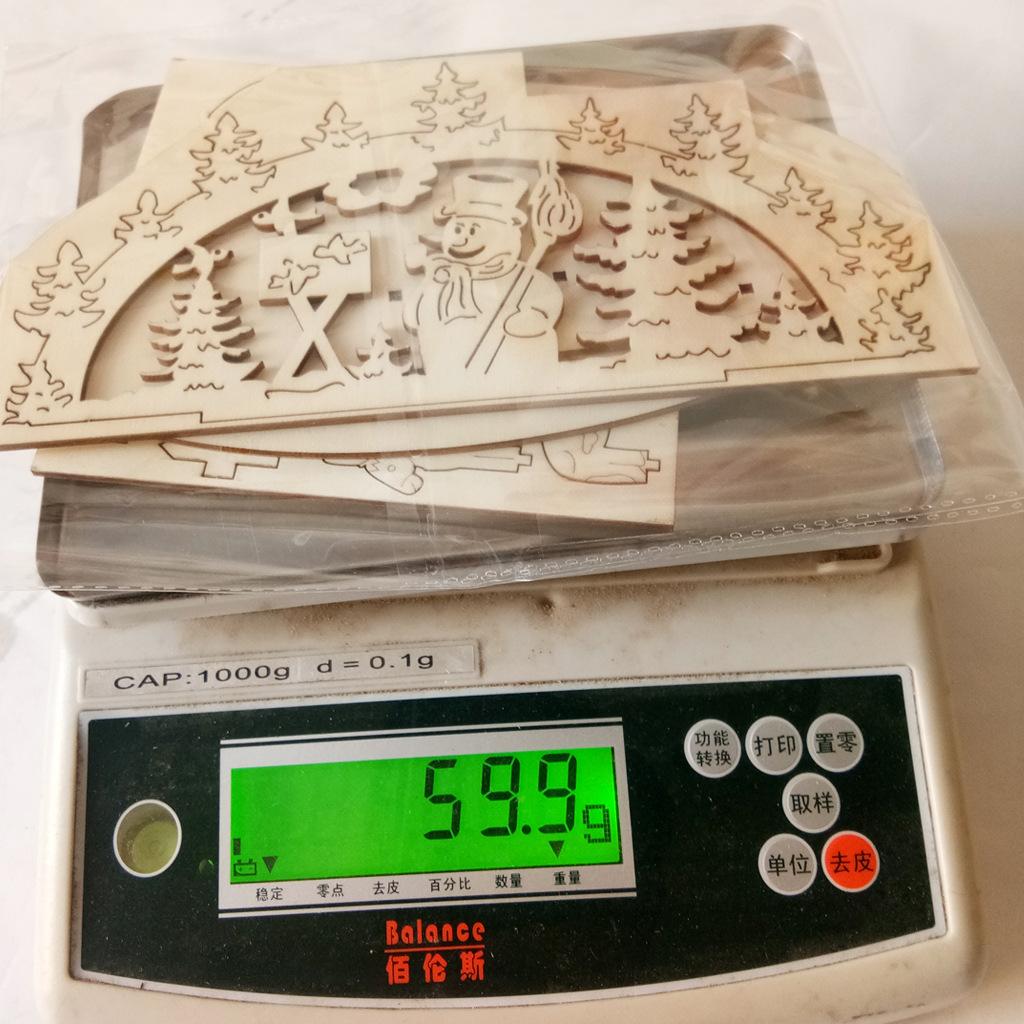 CAP:1000g d=0.1g
59.9g
稳定 零点 去皮 百分比 数量 重量
Balance
佰伦斯
功能
转换
打印
置零
取样
单位
去皮